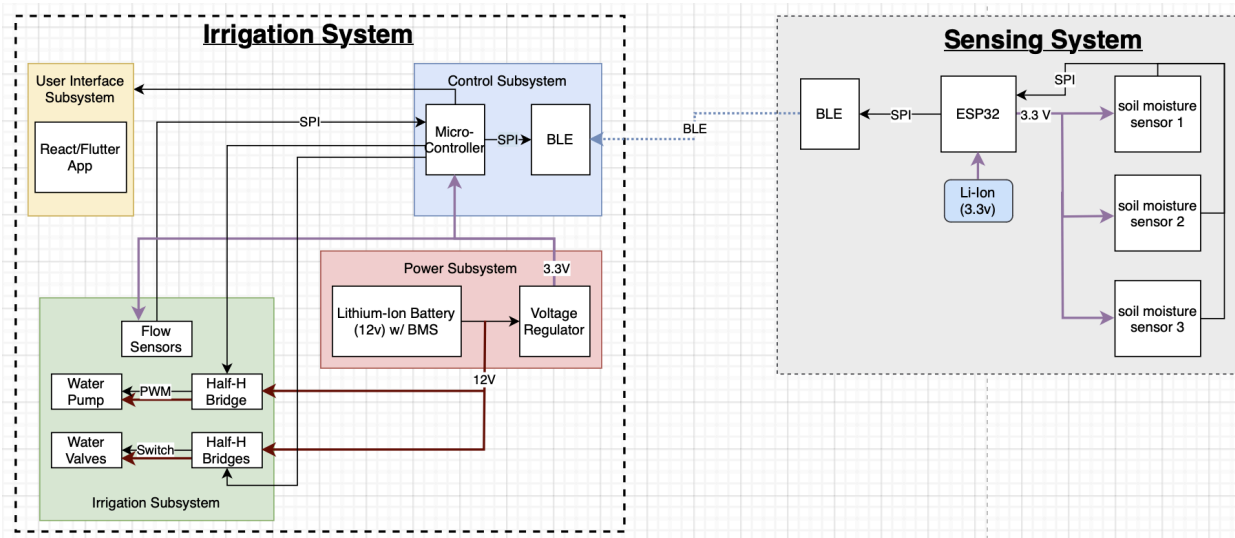 Irrigation System
User Interface
Subsystem
React/Flutter
App
Control Subsystem
Micro-
Controller
SPI
BLE
SPI
Power Subsystem
3.3V
Lithium-Ion Battery
(12v) w/ BMS
Voltage
Regulator
12V
Flow
Sensors
Water
Pump
PWM
Half-H
Bridge
Water
Valves
Switch
Half-H
Bridges
Irrigation Subsystem
BLE
Sensing System
BLE
SPI
ESP32
SPI
3.3 V
Li-Ion
(3.3v)
soil moisture
sensor 1
soil moisture
sensor 2
soil moisture
sensor 3